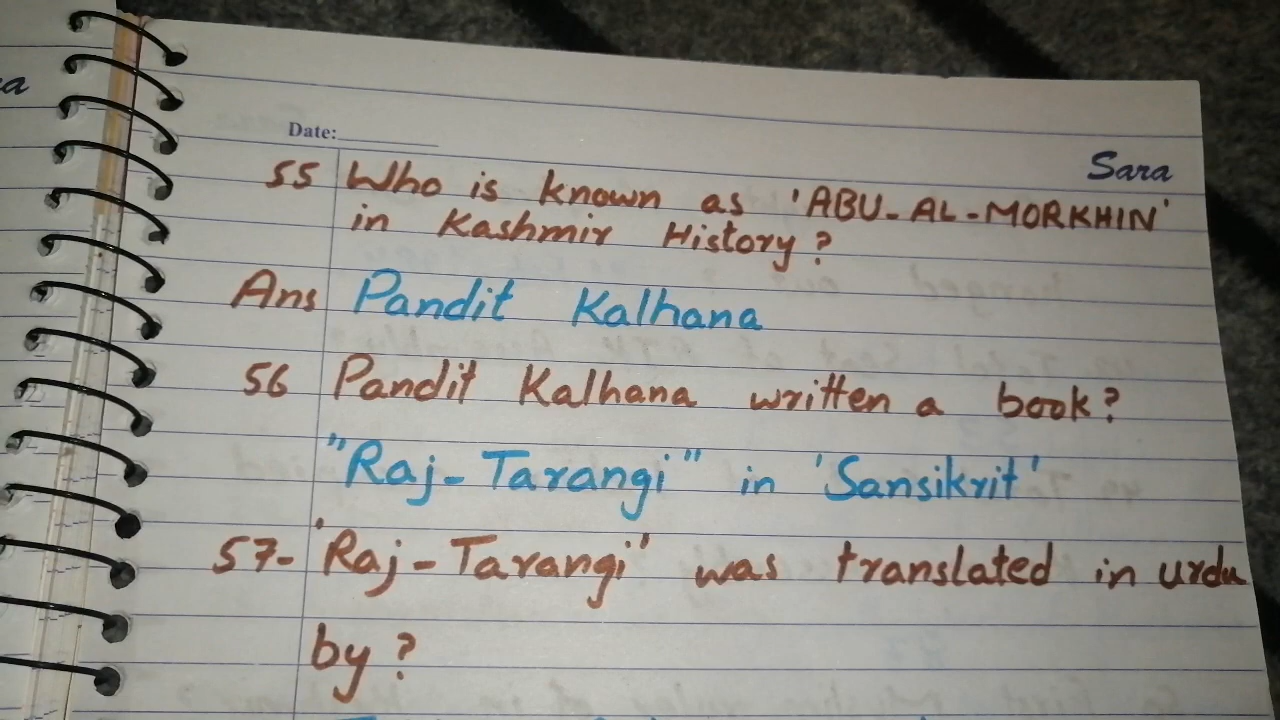 a
Date:
Sara
55 Who is known as 'ABU-AL-MORKHIN'
in Kashmir History?
Ans Pandit Kalhana
56 Pandit Kalhana written a book?
"Raj-Tarangi" in 'Sansikrit'
57- 'Raj-Tarangi' was translated in urdu
by?